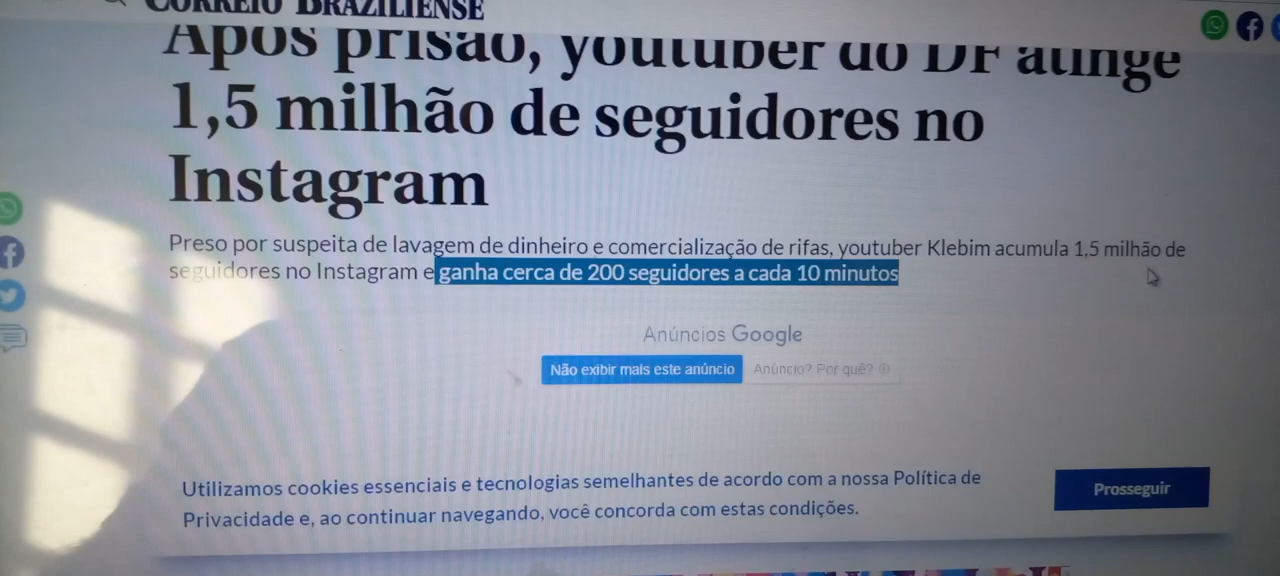 CORREIO BRAZILIENSE
Após prisão, youtuber do DF atinge
1,5 milhão de seguidores no
Instagram
Preso por suspeita de lavagem de dinheiro e comercialização de rifas, youtuber Klebim acumula 1,5 milhão de
seguidores no Instagram e ganha cerca de 200 seguidores a cada 10 minutos
Anúncios Google
Não exibir mais este anúncio
Anúncio? Por quê?
Utilizamos cookies essenciais e tecnologias semelhantes de acordo com a nossa Política de
Privacidade e, ao continuar navegando, você concorda com estas condições.
Prosseguir